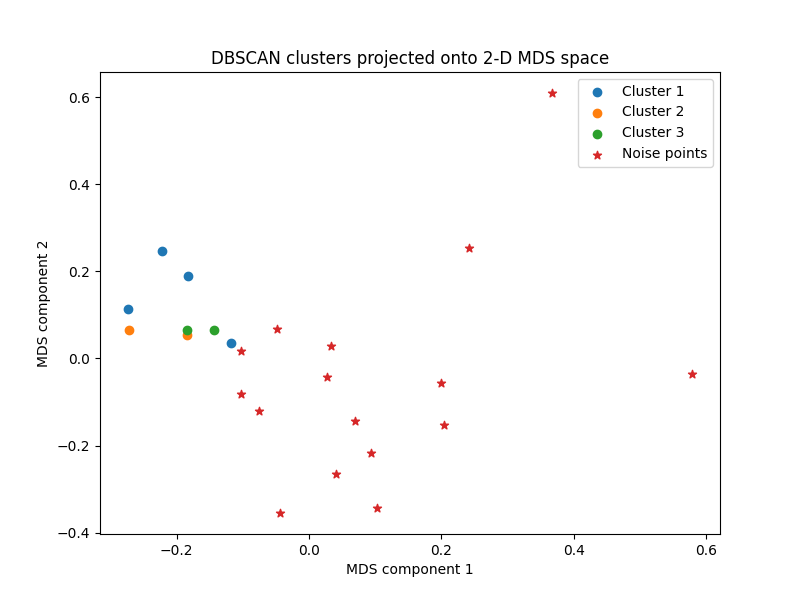 DBSCAN clusters projected onto 2-D MDS space
Cluster 1
Cluster 2
Cluster 3
Noise points
MDS component 2
0.6
0.4
0.2
0.0
−0.2
−0.4
−0.2
0.0
0.2
0.4
0.6
MDS component 1